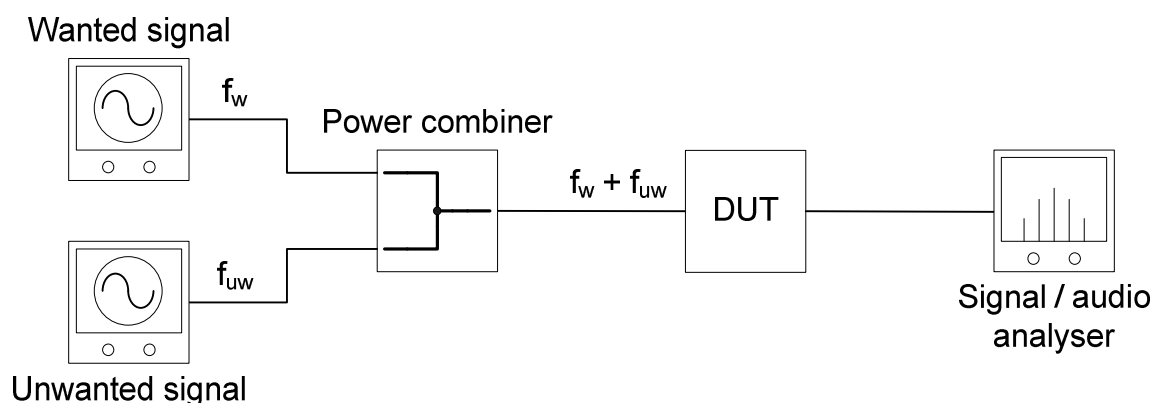 Wanted signal
fw
Power combiner
fw + fuw
DUT
fuw
Unwanted signal
Signal / audio
analyser